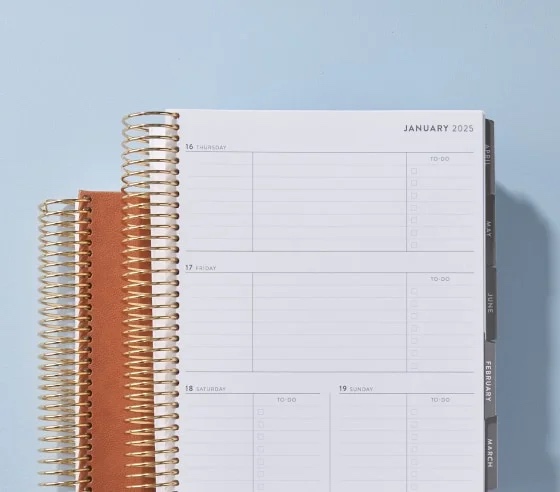 JANUARY 2025
16 THURSDAY
TO-DO
17 FRIDAY
TO-DO
18 SATURDAY
TO-DO
19 SUNDAY
TO-DO
APRIL
MAY
JUNE
FEBRUARY
MARCH